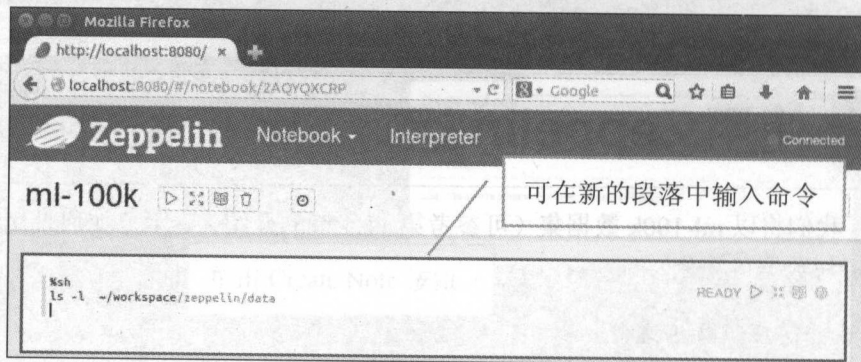 Mozilla Firefox
http://localhost:8080/
localhost:8080/#/notebook/2AQYQXCRP
Google
Zeppelin Notebook Interpreter Connected
ml-100k
可在新的段落中输入命令
%sh
ls -l ~/workspace/zeppelin/data
READY